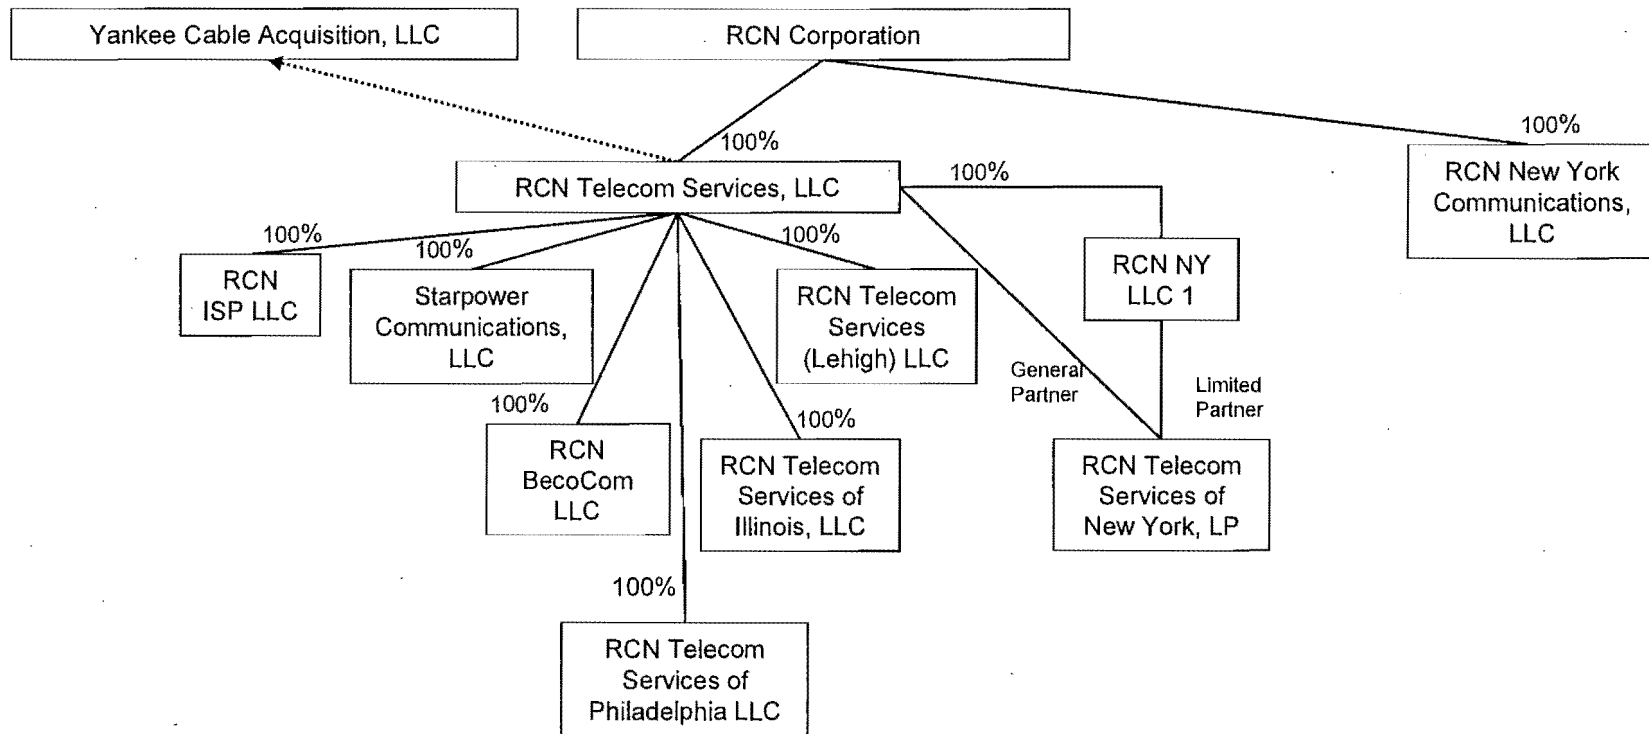 Yankee Cable Acquisition, LLC
RCN Corporation
100%
100%
RCN Telecom Services, LLC
100%
RCN New York
Communications,
LLC
100%
100%
100%
RCN
ISP LLC
Starpower
Communications,
LLC
RCN Telecom
Services
(Lehigh) LLC
RCN NY
LLC 1
General
Partner
Limited
Partner
100%
100%
RCN
BecoCom
LLC
RCN Telecom
Services of
Illinois, LLC
RCN Telecom
Services of
New York, LP
100%
RCN Telecom
Services of
Philadelphia LLC